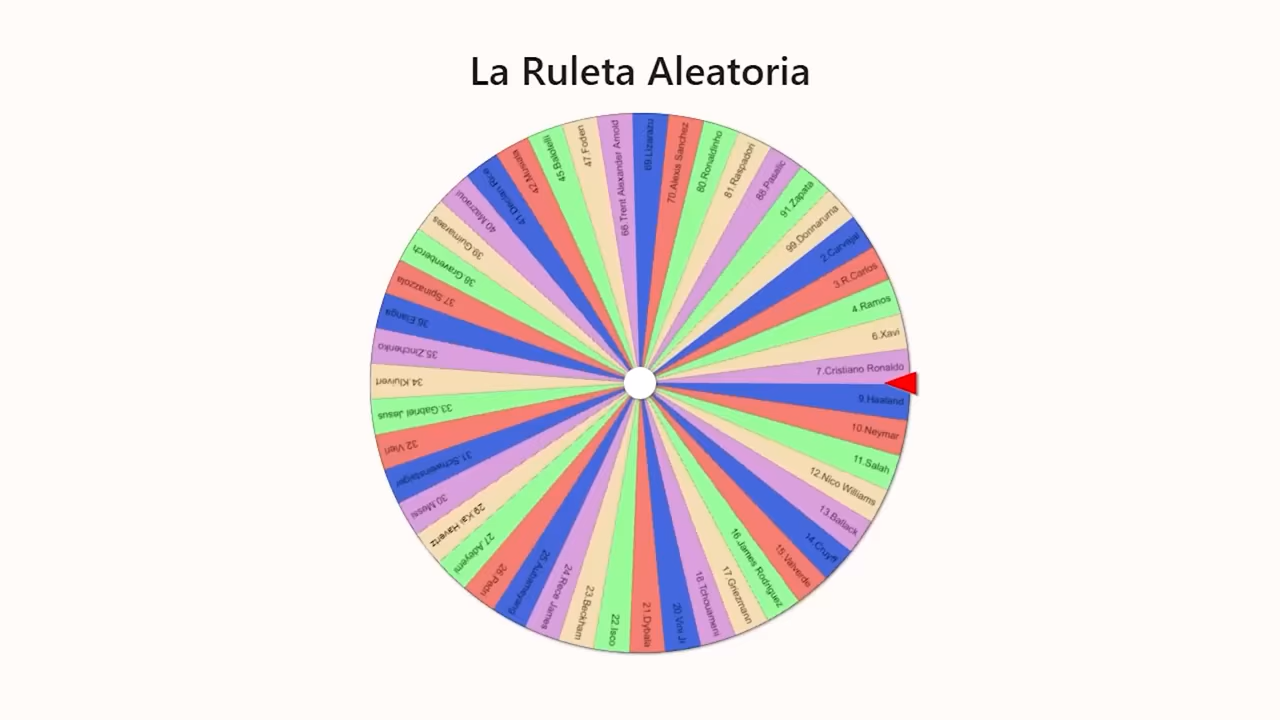 La Ruleta Aleatoria
2.Carvajal
3.R.Carlos
4.Ramos
6.Xavi
7.Cristiano Ronaldo
9.Haaland
10.Neymar
11.Salah
12.Nico Williams
13.Ballack
14.Cruyff
15.Valverde
16.James Rodriguez
17.Griezmann
18.Tchouameni
20.Vini Jr
21.Dybala
22.Isco
23.Beckham
24.Rece James
25.Aubameyang
26.Pedri
27.Adeyemi
29.Kai Havertz
30.Messi
31.Schweinsteiger
32.Vieri
33.Gabriel Jesus
34.Kluivert
35.Zinchenko
36.Elanga
37.Spinazzola
38.Gravenberch
39.Guimaraes
40.Mazraoui
41.Declan Rice
42.Musiala
45.Balotelli
47.Foden
66.Trent Alexander Arnold
69.Lizarazu
70.Alexis Sanchez
80.Ronaldinho
81.Raspadori
88.Pasalic
91.Zapata
99.Donnaruma